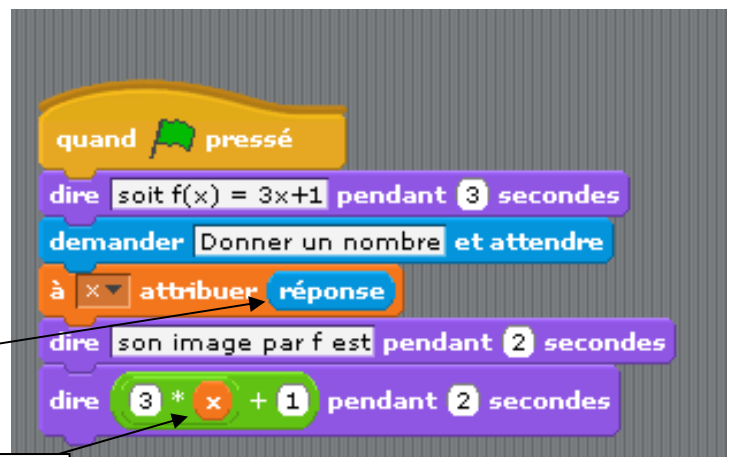 quand pressé
dire soit f(x) = 3x+1 pendant 3 secondes
demander Donner un nombre et attendre
à x attribuer réponse
dire son image par f est pendant 2 secondes
dire 3 * x + 1 pendant 2 secondes